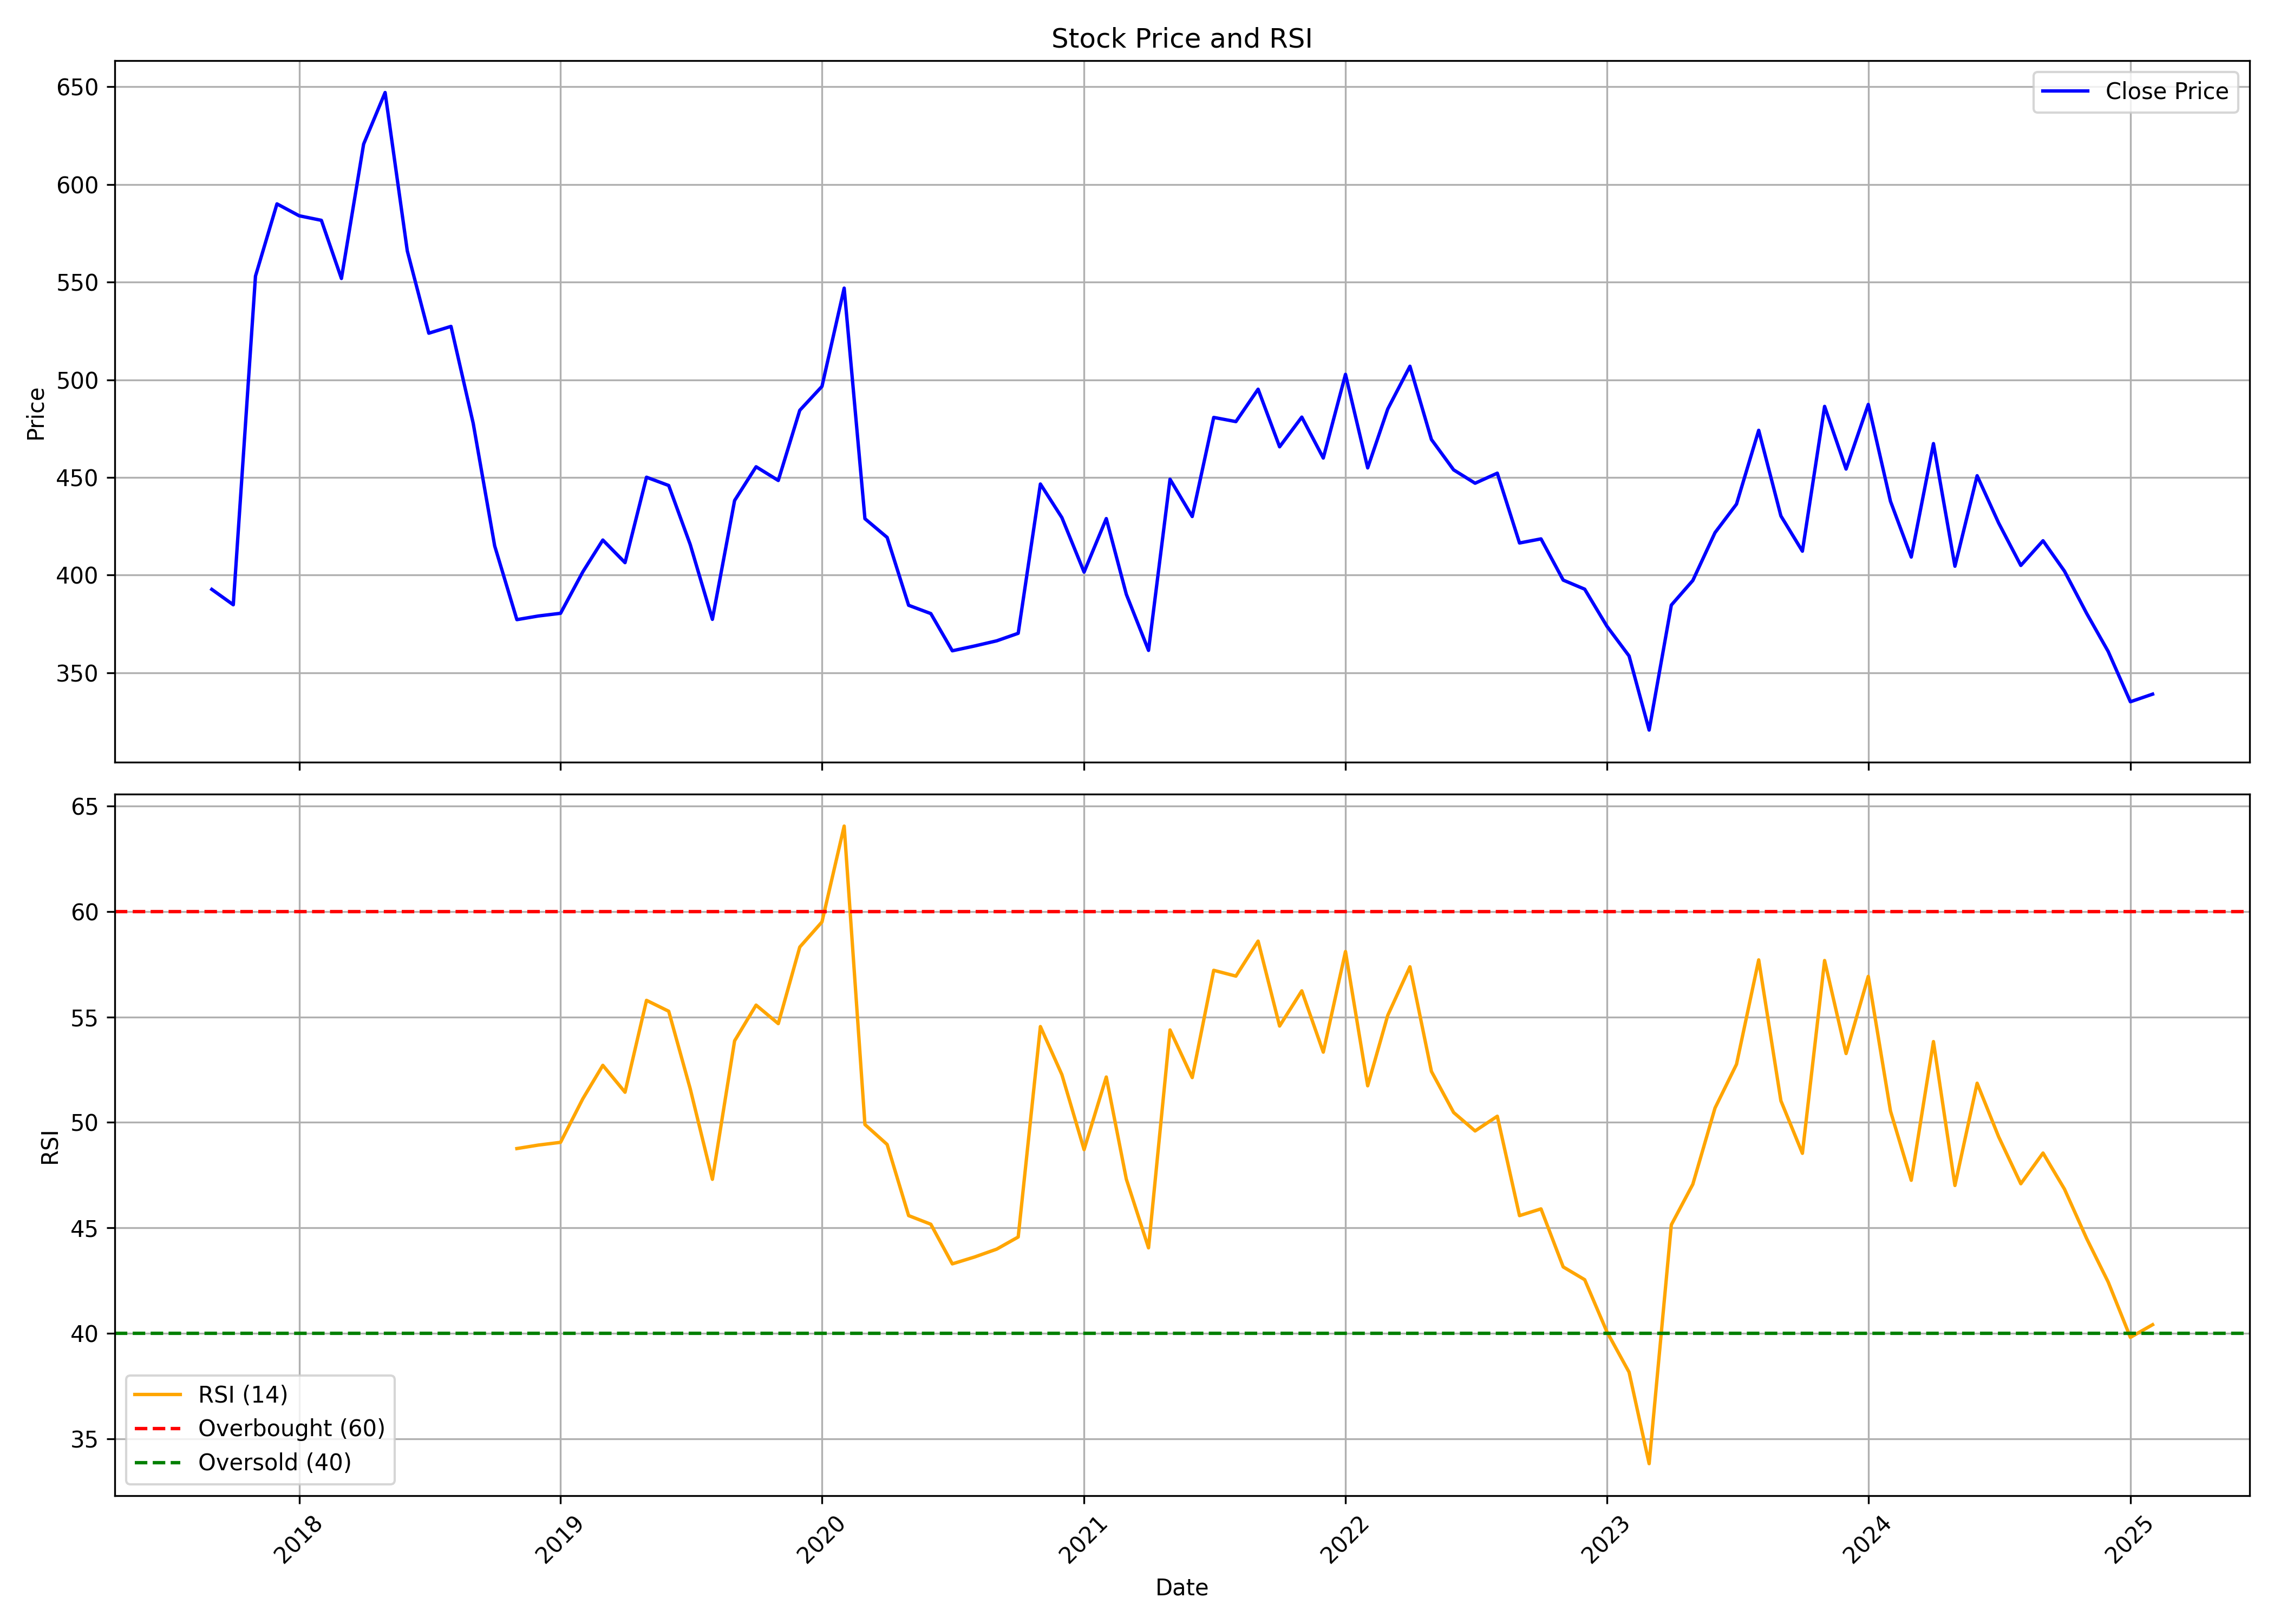 Stock Price and RSI
650
600
550
500
450
400
350
Price
Close Price
65
60
55
50
45
40
35
RSI
RSI (14)
Overbought (60)
Oversold (40)
2018
2019
2020
2021
2022
2023
2024
2025
Date